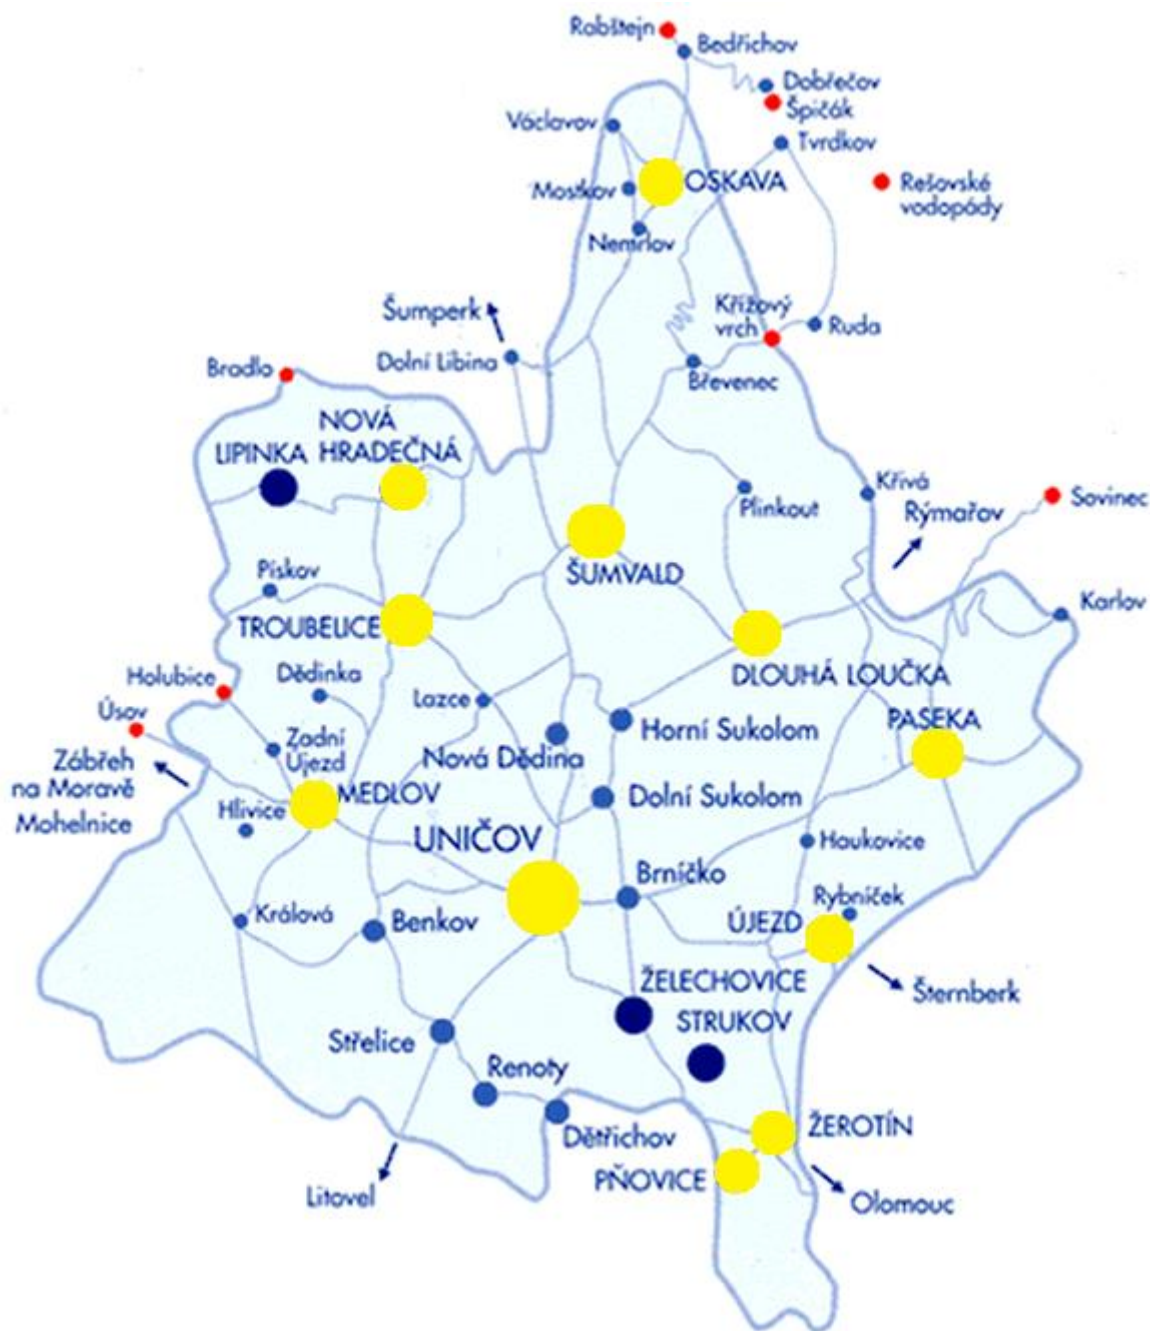 Rabštejn
Bedřichov
Dobřečov
Špičák
Václavov
Tvrdkov
Mostkov
OSKAVA
Rešovské
vodopády
Nemrlov
Šumperk
Křížový
vrch
Ruda
Dolní Libina
Bradlo
Břevenec
NOVÁ
LIPINKA
HRADEČNÁ
Křivá
Sovinec
Plinkout
Rýmařov
Pískov
ŠUMVALD
Karlov
TROUBELICE
Holubice
Dědinka
DLOUHÁ LOUČKA
Lazce
Úsov
PASEKA
Zadní
Újezd
Nová Dědina
Horní Sukolom
Zábřeh
na Moravě
Mohelnice
MEDLOV
Dolní Sukolom
Hlivice
UNIČOV
Haukovice
Brníčko
Rybníček
Králová
Benkov
ÚJEZD
ŽELECHOVICE
Šternberk
STRUKOV
Střelice
Renoty
Dětřichov
ŽEROTÍN
PŇOVICE
Litovel
Olomouc